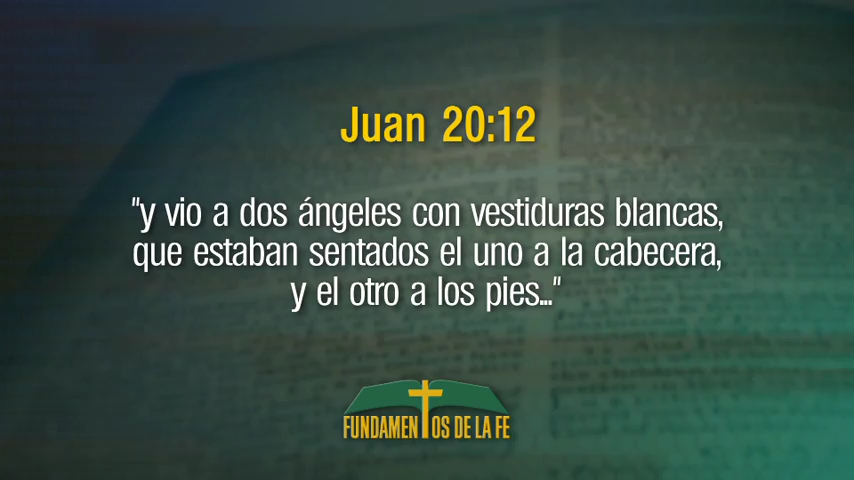 Juan 20:12
"y vio a dos ángeles con vestiduras blancas,
que estaban sentados el uno a la cabecera,
y el otro a los pies..."
FUNDAMENTOS DE LA FE